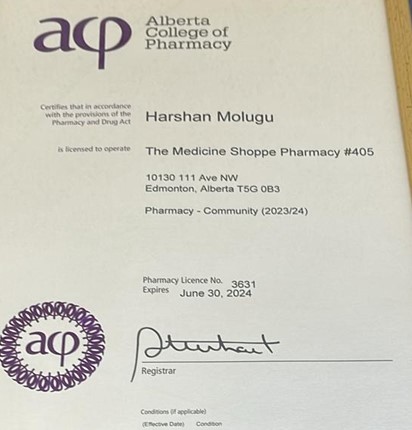 acp Alberta
College of
Pharmacy
Certifies that in accordance
with the provisions of the
Pharmacy and Drug Act
Harshan Molugu
is licensed to operate The Medicine Shoppe Pharmacy #405
10130 111 Ave NW
Edmonton, Alberta T5G 0B3
Pharmacy - Community (2023/24)
Pharmacy Licence No. 3631
Expires June 30, 2024
acp
Registrar
Conditions (if applicable)
(Effective Date) Condition